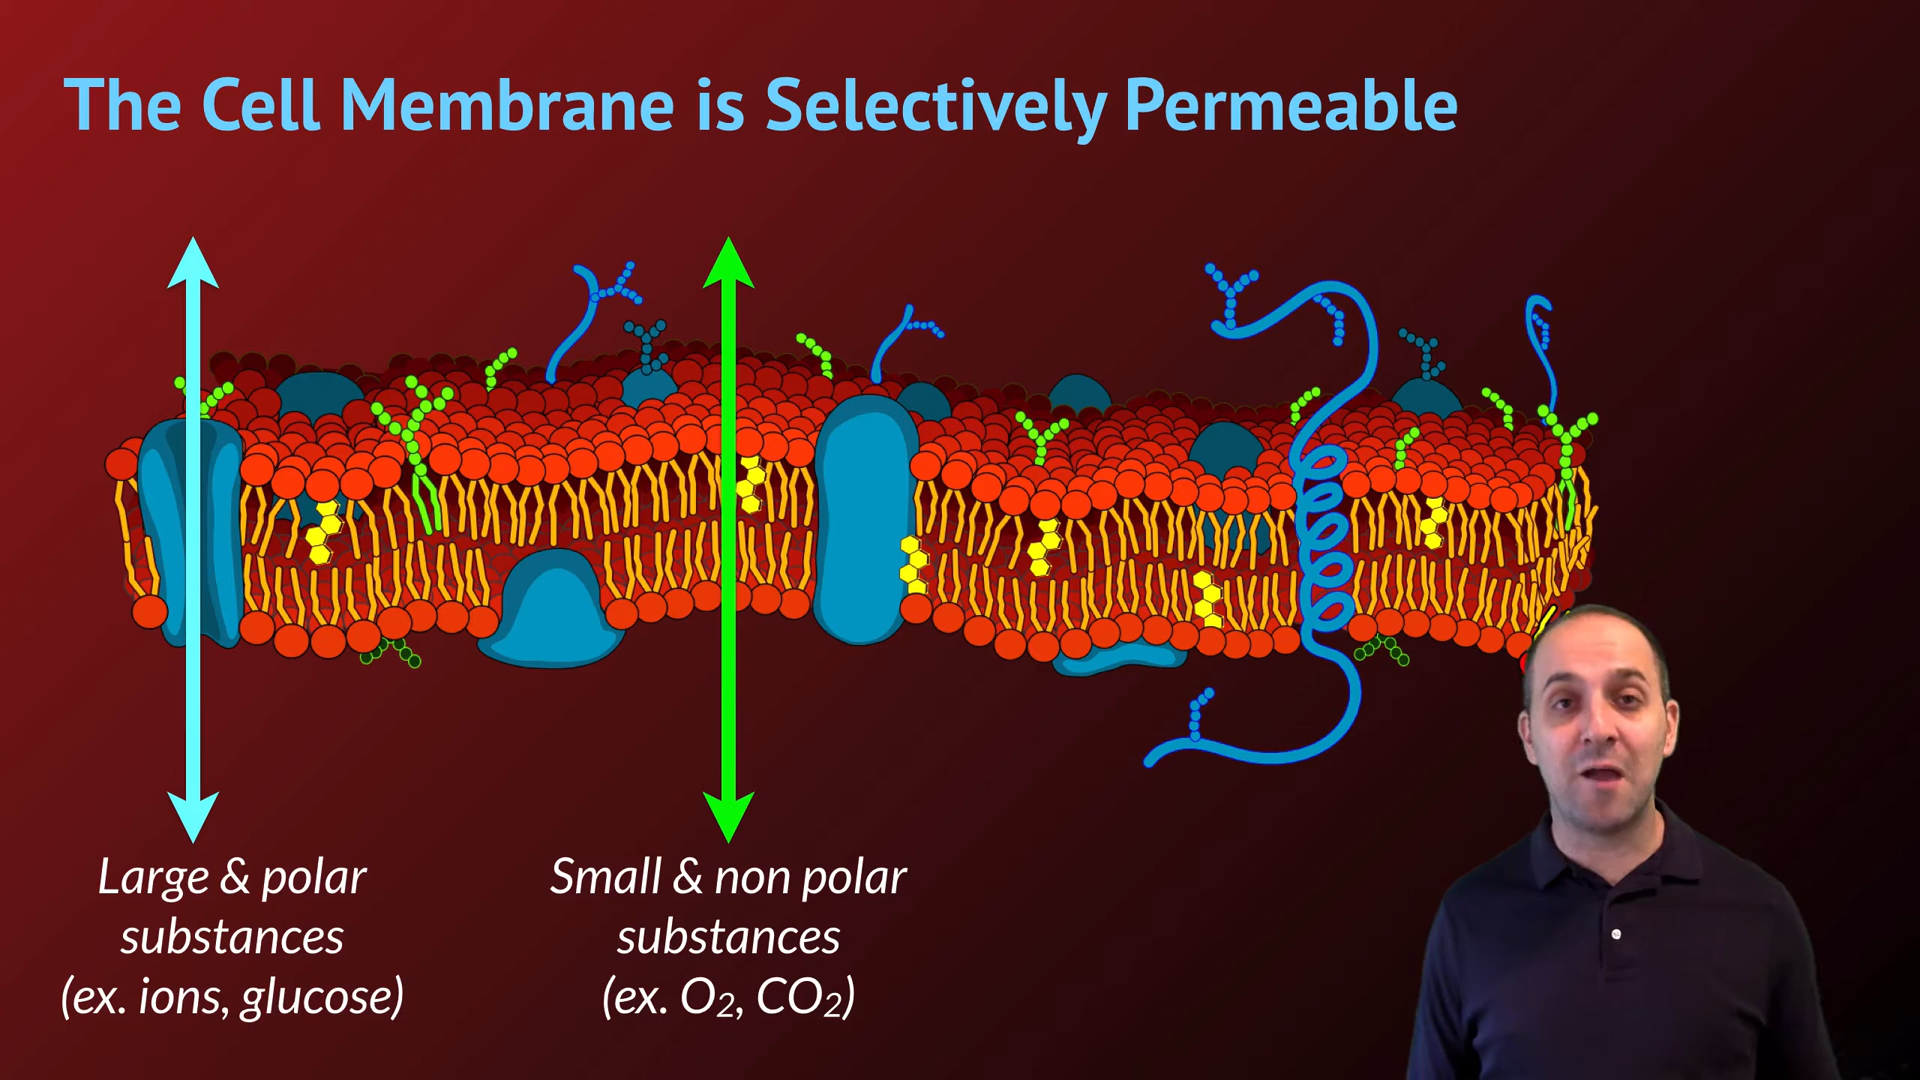 The Cell Membrane is Selectively Permeable
Large & polar
substances
(ex. ions, glucose)
Small & non polar
substances
(ex. O₂, CO₂)